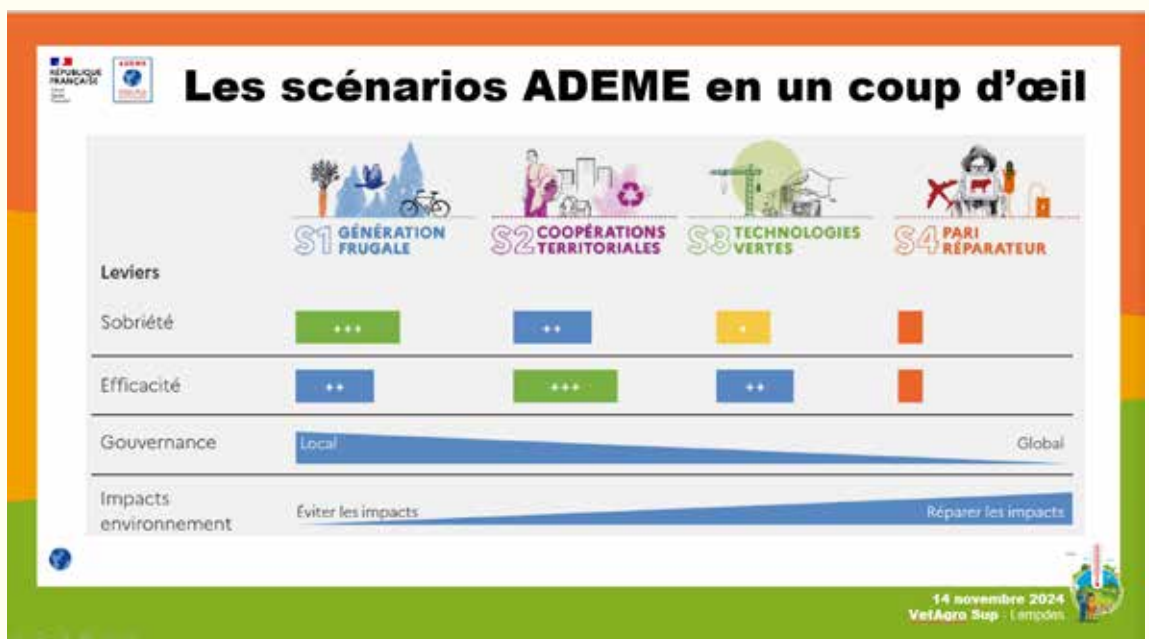 RÉPUBLIQUE
FRANÇAISE
ADEME
Les scénarios ADEME en un coup d'œil
S1 GÉNÉRATION
FRUGALE
S2 COOPÉRATIONS
TERRITORIALES
S3 TECHNOLOGIES
VERTES
S4 PARI
RÉPARATEUR
Leviers
Sobriété
+++
++
+
Efficacité
++
+++
++
Gouvernance
Local
Global
Impacts
environnement
Éviter les impacts
Réparer les impacts
14 novembre 2024
VetAgro Sup - Lempdes